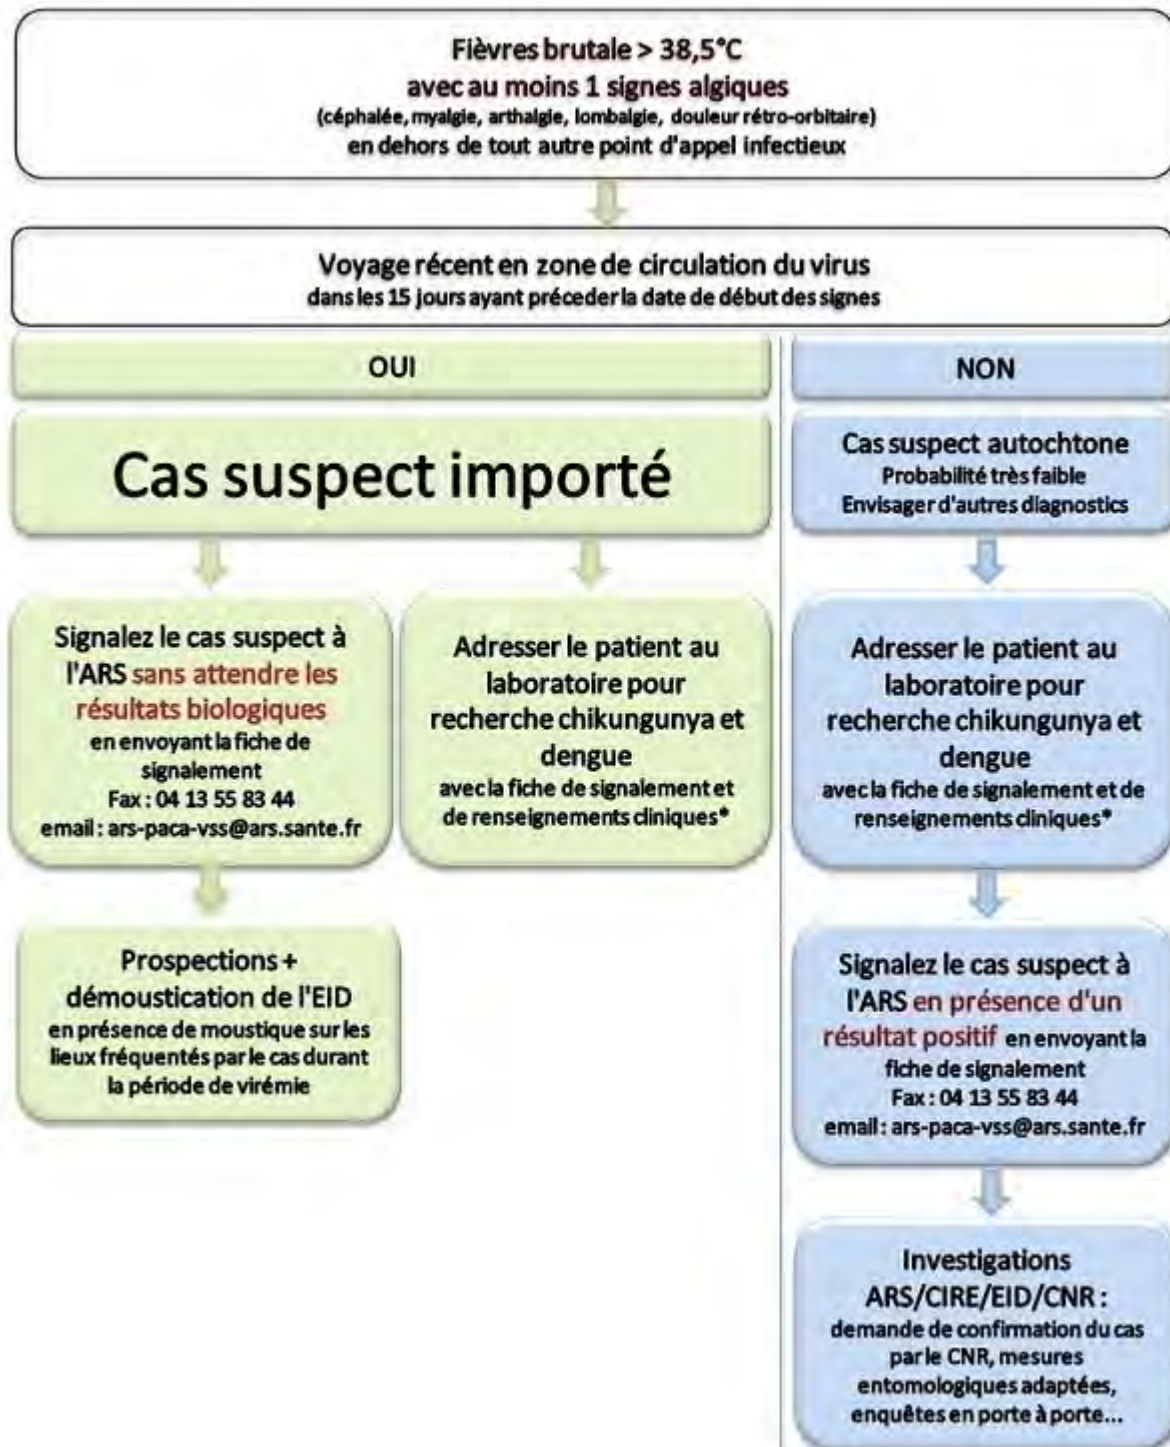 Fièvres brutale > 38,5°C
avec au moins 1 signes algiques
(céphalée, myalgie, arthalgie, lombalgie, douleur rétro-orbitaire)
en dehors de tout autre point d'appel infectieux
Voyage récent en zone de circulation du virus
dans les 15 jours ayant préceder la date de début des signes
OUI
Cas suspect importé
Signalez le cas suspect à
l'ARS sans attendre les
résultats biologiques
en envoyant la fiche de
signalement
Fax : 04 13 55 83 44
email : ars-paca-vss@ars.sante.fr
Prospections +
démoustication de l'EID
en présence de moustique sur les
lieux fréquentés par le cas durant
la période de virémie
Adresser le patient au
laboratoire pour
recherche chikungunya et
dengue
avec la fiche de signalement et
de renseignements cliniques*
NON
Cas suspect autochtone
Probabilité très faible
Envisager d'autres diagnostics
Adresser le patient au
laboratoire pour
recherche chikungunya et
dengue
avec la fiche de signalement et de
renseignements cliniques*
Signalez le cas suspect à
l'ARS en présence d'un
résultat positif en envoyant la
fiche de signalement
Fax : 04 13 55 83 44
email : ars-paca-vss@ars.sante.fr
Investigations
ARS/CIRE/EID/CNR :
demande de confirmation du cas
par le CNR, mesures
entomologiques adaptées,
enquêtes en porte à porte...